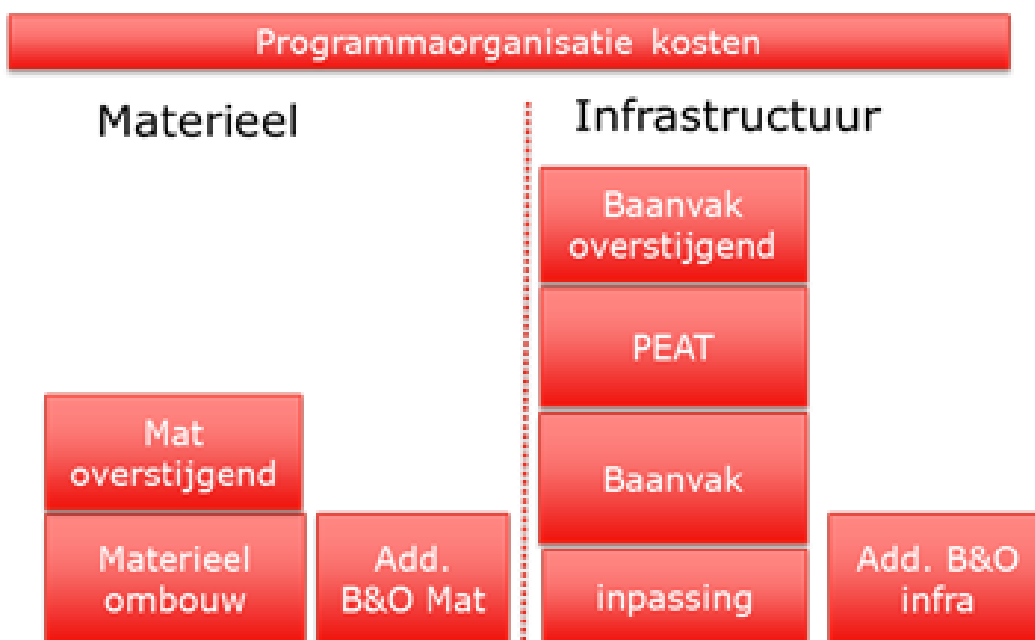 Programmaorganisatie kosten
Materieel
Infrastructuur
Baanvak
overstijgend
PEAT
Mat
overstijgend
Baanvak
Materieel
ombouw
Add.
B&O Mat
inpassing
Add. B&O
infra